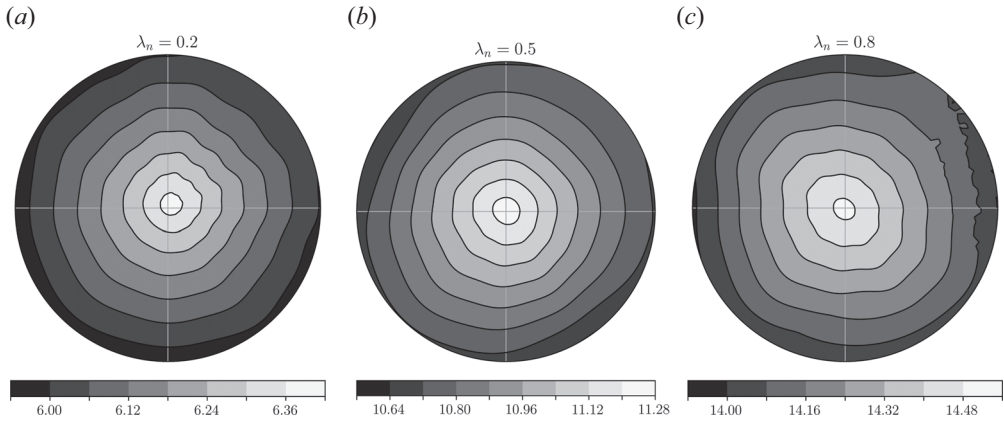 (a)
(b)
(c)
λn = 0.2
λn = 0.5
λn = 0.8
6.00 6.12 6.24 6.36
10.64 10.80 10.96 11.12 11.28
14.00 14.16 14.32 14.48